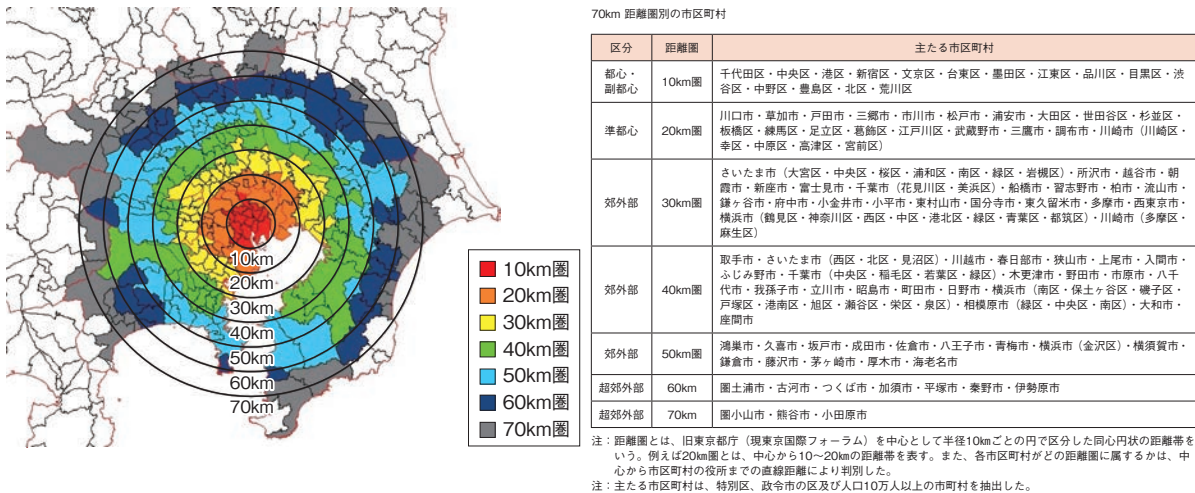 10km
20km
30km
40km
50km
60km
70km
10km圏
20km圏
30km圏
40km圏
50km圏
60km圏
70km圏
70km 距離圏別の市区町村
区分 距離圏 主たる市区町村
都心・
副都心
10km圏
千代田区・中央区・港区・新宿区・文京区・台東区・墨田区・江東区・品川区・目黒区・渋
谷区・中野区・豊島区・北区・荒川区
準都心
20km圏
川口市・草加市・戸田市・三郷市・市川市・松戸市・浦安市・大田区・世田谷区・杉並区・
板橋区・練馬区・足立区・葛飾区・江戸川区・武蔵野市・三鷹市・調布市・川崎市（川崎区・
幸区・中原区・高津区・宮前区）
郊外部
30km圏
さいたま市（大宮区・中央区・桜区・浦和区・南区・緑区・岩槻区）・所沢市・越谷市・朝
霞市・新座市・富士見市・千葉市（花見川区・美浜区）・船橋市・習志野市・柏市・流山市・
鎌ヶ谷市・府中市・小金井市・小平市・東村山市・国分寺市・東久留米市・多摩市・西東京市・
横浜市（鶴見区・神奈川区・西区・中区・港北区・緑区・青葉区・都筑区）・川崎市（多摩区・
麻生区）
郊外部
40km圏
取手市・さいたま市（西区・北区・見沼区）・川越市・春日部市・狭山市・上尾市・入間市・
ふじみ野市・千葉市（中央区・稲毛区・若葉区・緑区）・木更津市・野田市・市原市・八千
代市・我孫子市・立川市・昭島市・町田市・日野市・横浜市（南区・保土ヶ谷区・磯子区・
戸塚区・港南区・旭区・瀬谷区・栄区・泉区）・相模原市（緑区・中央区・南区）・大和市・
座間市
郊外部
50km圏
鴻巣市・久喜市・坂戸市・成田市・佐倉市・八王子市・青梅市・横浜市（金沢区）・横須賀市・
鎌倉市・藤沢市・茅ヶ崎市・厚木市・海老名市
超郊外部 60km 圏土浦市・古河市・つくば市・加須市・平塚市・秦野市・伊勢原市
超郊外部 70km 圏小山市・熊谷市・小田原市
注：距離圏とは、旧東京都庁（現東京国際フォーラム）を中心として半径10kmごとの円で区分した同心円状の距離帯を
いう。例えば20km圏とは、中心から10～20kmの距離帯を表す。また、各市区町村がどの距離圏に属するかは、中
心から市区町村の役所までの直線距離により判別した。
注：主たる市区町村は、特別区、政令市の区及び人口10万人以上の市町村を抽出した。